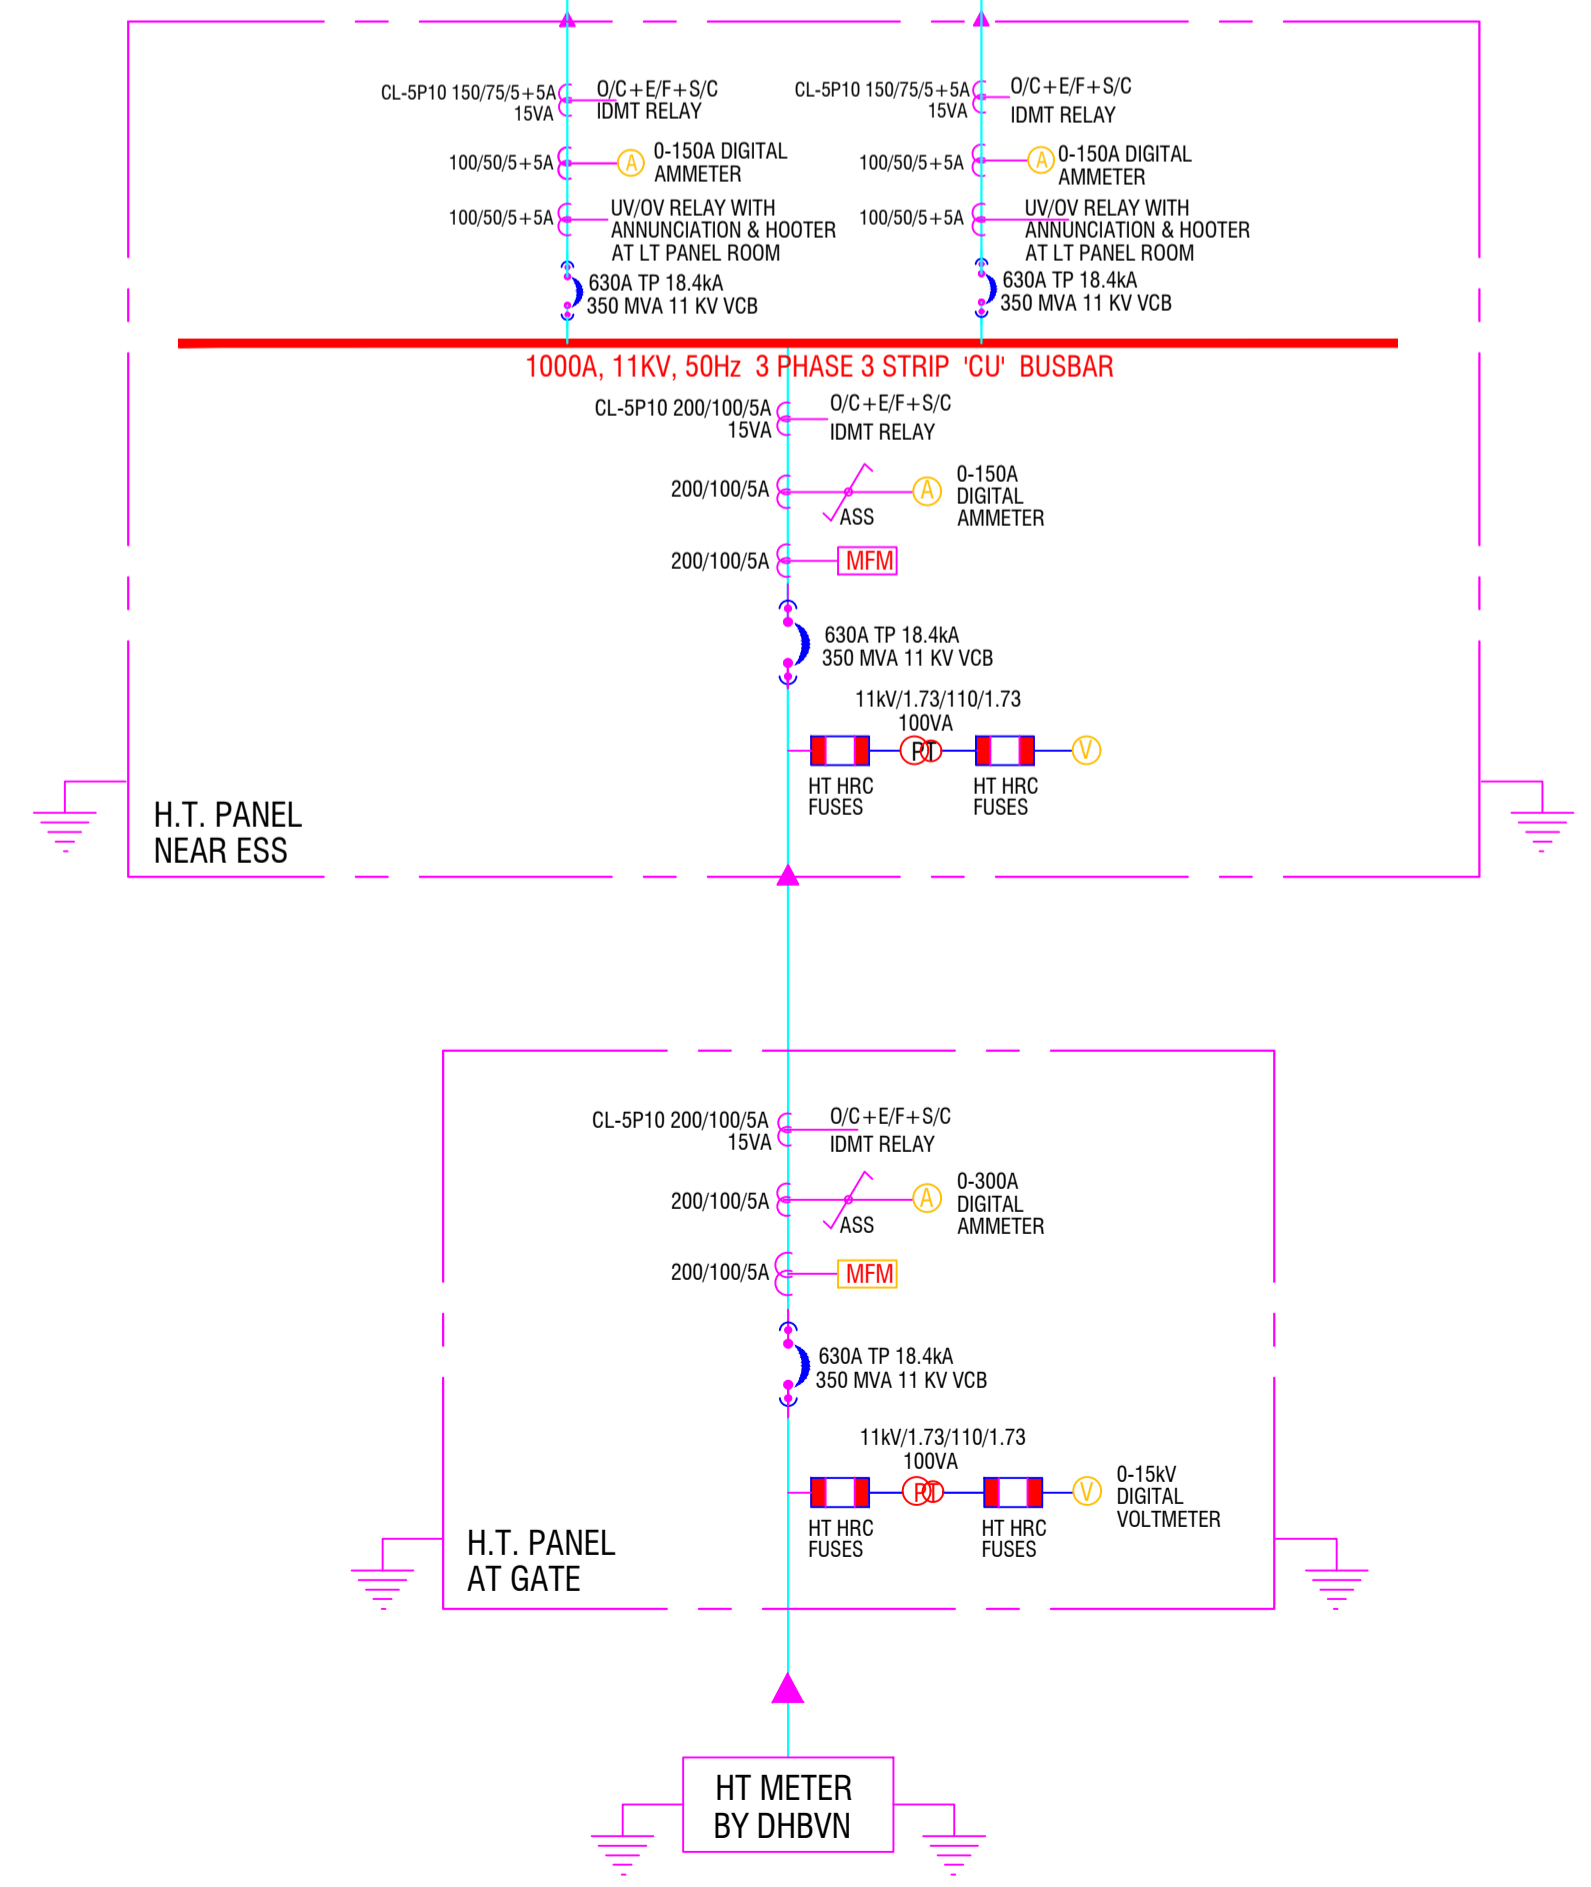 CL-5P10 150/75/5+5A
15VA
O/C+E/F+S/C
IDMT RELAY
100/50/5+5A
A
0-150A DIGITAL
AMMETER
100/50/5+5A
UV/OV RELAY WITH
ANNUNCIATION & HOOTER
AT LT PANEL ROOM
630A TP 18.4kA
350 MVA 11 KV VCB
CL-5P10 150/75/5+5A
15VA
O/C+E/F+S/C
IDMT RELAY
100/50/5+5A
A
0-150A DIGITAL
AMMETER
100/50/5+5A
UV/OV RELAY WITH
ANNUNCIATION & HOOTER
AT LT PANEL ROOM
630A TP 18.4kA
350 MVA 11 KV VCB
1000A, 11KV, 50Hz 3 PHASE 3 STRIP 'CU' BUSBAR
CL-5P10 200/100/5A
15VA
O/C+E/F+S/C
IDMT RELAY
200/100/5A
ASS
A
0-150A
DIGITAL
AMMETER
200/100/5A
MFM
630A TP 18.4kA
350 MVA 11 KV VCB
11kV/1.73/110/1.73
100VA
PT
V
HT HRC
FUSES
HT HRC
FUSES
H.T. PANEL
NEAR ESS
CL-5P10 200/100/5A
15VA
O/C+E/F+S/C
IDMT RELAY
200/100/5A
ASS
A
0-300A
DIGITAL
AMMETER
200/100/5A
MFM
630A TP 18.4kA
350 MVA 11 KV VCB
11kV/1.73/110/1.73
100VA
PT
V
0-15kV
DIGITAL
VOLTMETER
HT HRC
FUSES
HT HRC
FUSES
H.T. PANEL
AT GATE
HT METER
BY DHBVN